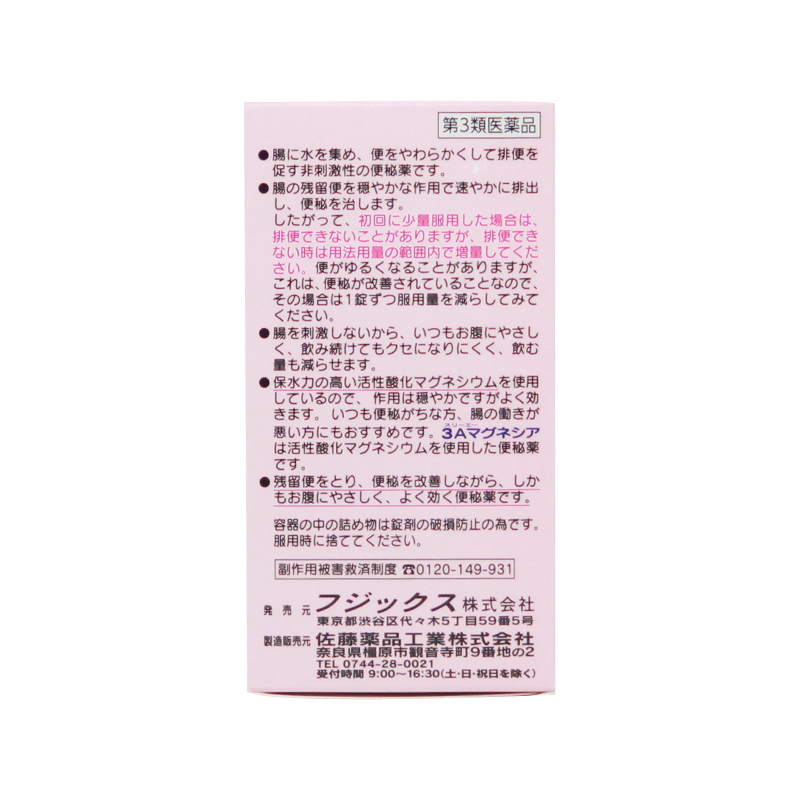 第3類医薬品
●腸に水を集め、便をやわらかくして排便を
促す非刺激性の便秘薬です。
●腸の残留便を穏やかな作用で速やかに排出
し、便秘を治します。
したがって、初回に少量服用した場合は、
排便できないことがありますが、排便でき
ない時は用法用量の範囲内で増量してくだ
さい。便がゆるくなることがありますが、
これは、便秘が改善されていることなので、
その場合は1錠ずつ服用量を減らしてみて
ください。
●腸を刺激しないから、いつもお腹にやさし
く、飲み続けてもクセになりにくく、飲む
量も減らせます。
●保水力の高い活性酸化マグネシウムを使用
しているので、作用は穏やかですがよく効
きます。いつも便秘がちな方、腸の働きが
スリーエー
悪い方にもおすすめです。3Aマグネシア
は活性酸化マグネシウムを使用した便秘薬
です。
●残留便をとり、便秘を改善しながら、しか
もお腹にやさしく、よく効く便秘薬です。
容器の中の詰め物は錠剤の破損防止の為です。
服用時に捨ててください。
副作用被害救済制度 ☎0120-149-931
発売元 フジックス株式会社
東京都渋谷区代々木5丁目59番5号
製造販売元 佐藤薬品工業株式会社
奈良県橿原市観音寺町9番地の2
TEL 0744-28-0021
受付時間 9:00～16:30(土・日・祝日を除く)